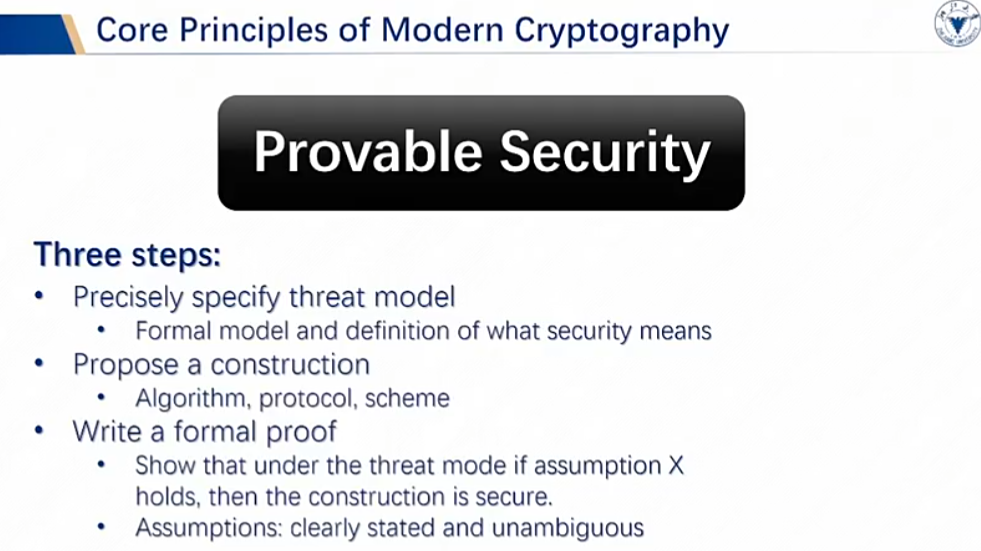 Core Principles of Modern Cryptography
Provable Security
Three steps:
• Precisely specify threat model
• Formal model and definition of what security means
• Propose a construction
• Algorithm, protocol, scheme
• Write a formal proof
• Show that under the threat mode if assumption X
holds, then the construction is secure.
• Assumptions: clearly stated and unambiguous